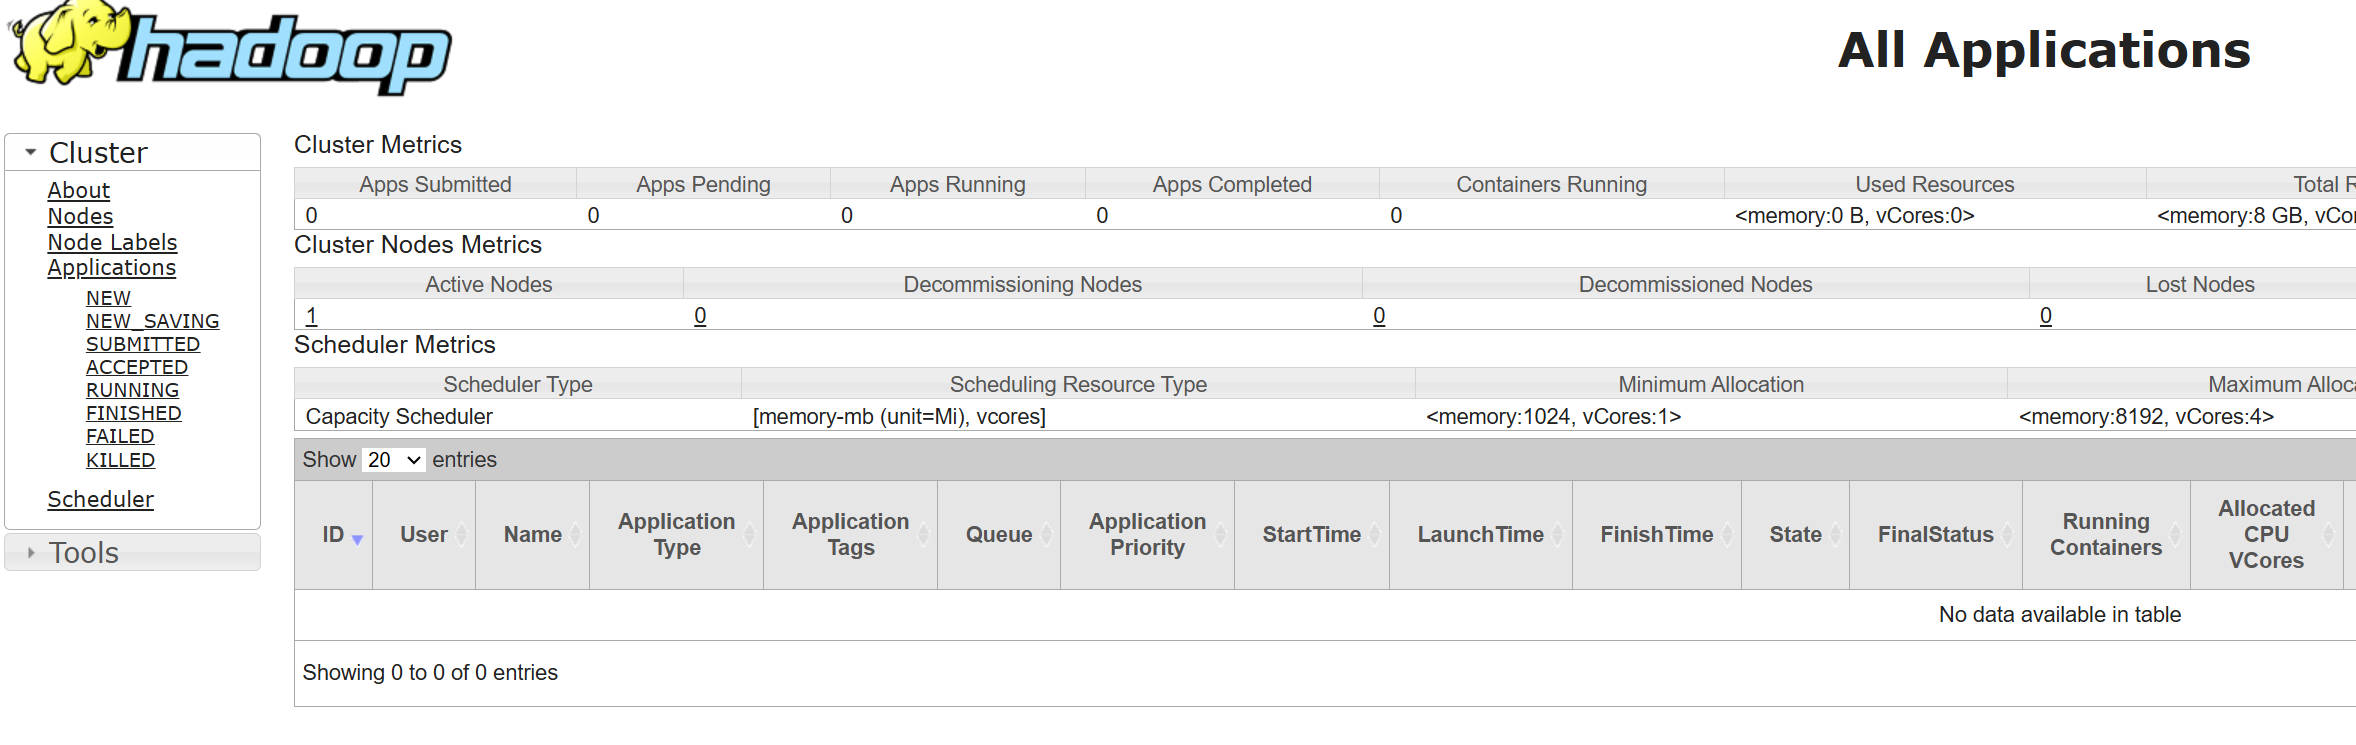 hadoop
All Applications
Cluster
About
Nodes
Node Labels
Applications
NEW
NEW_SAVING
SUBMITTED
ACCEPTED
RUNNING
FINISHED
FAILED
KILLED
Scheduler
Tools
Cluster Metrics
Apps Submitted Apps Pending Apps Running Apps Completed Containers Running Used Resources Total R
0 0 0 0 0 <memory:0 B, vCores:0> <memory:8 GB, vCo
Cluster Nodes Metrics
Active Nodes Decommissioning Nodes Decommissioned Nodes Lost Nodes
1 0 0 0
Scheduler Metrics
Scheduler Type Scheduling Resource Type Minimum Allocation Maximum Alloc
Capacity Scheduler [memory-mb (unit=Mi), vcores] <memory:1024, vCores:1> <memory:8192, vCores:4>
Show 20 entries
ID User Name Application Type Application Tags Queue Application Priority StartTime LaunchTime FinishTime State FinalStatus Running Containers Allocated CPU VCores
No data available in table
Showing 0 to 0 of 0 entries